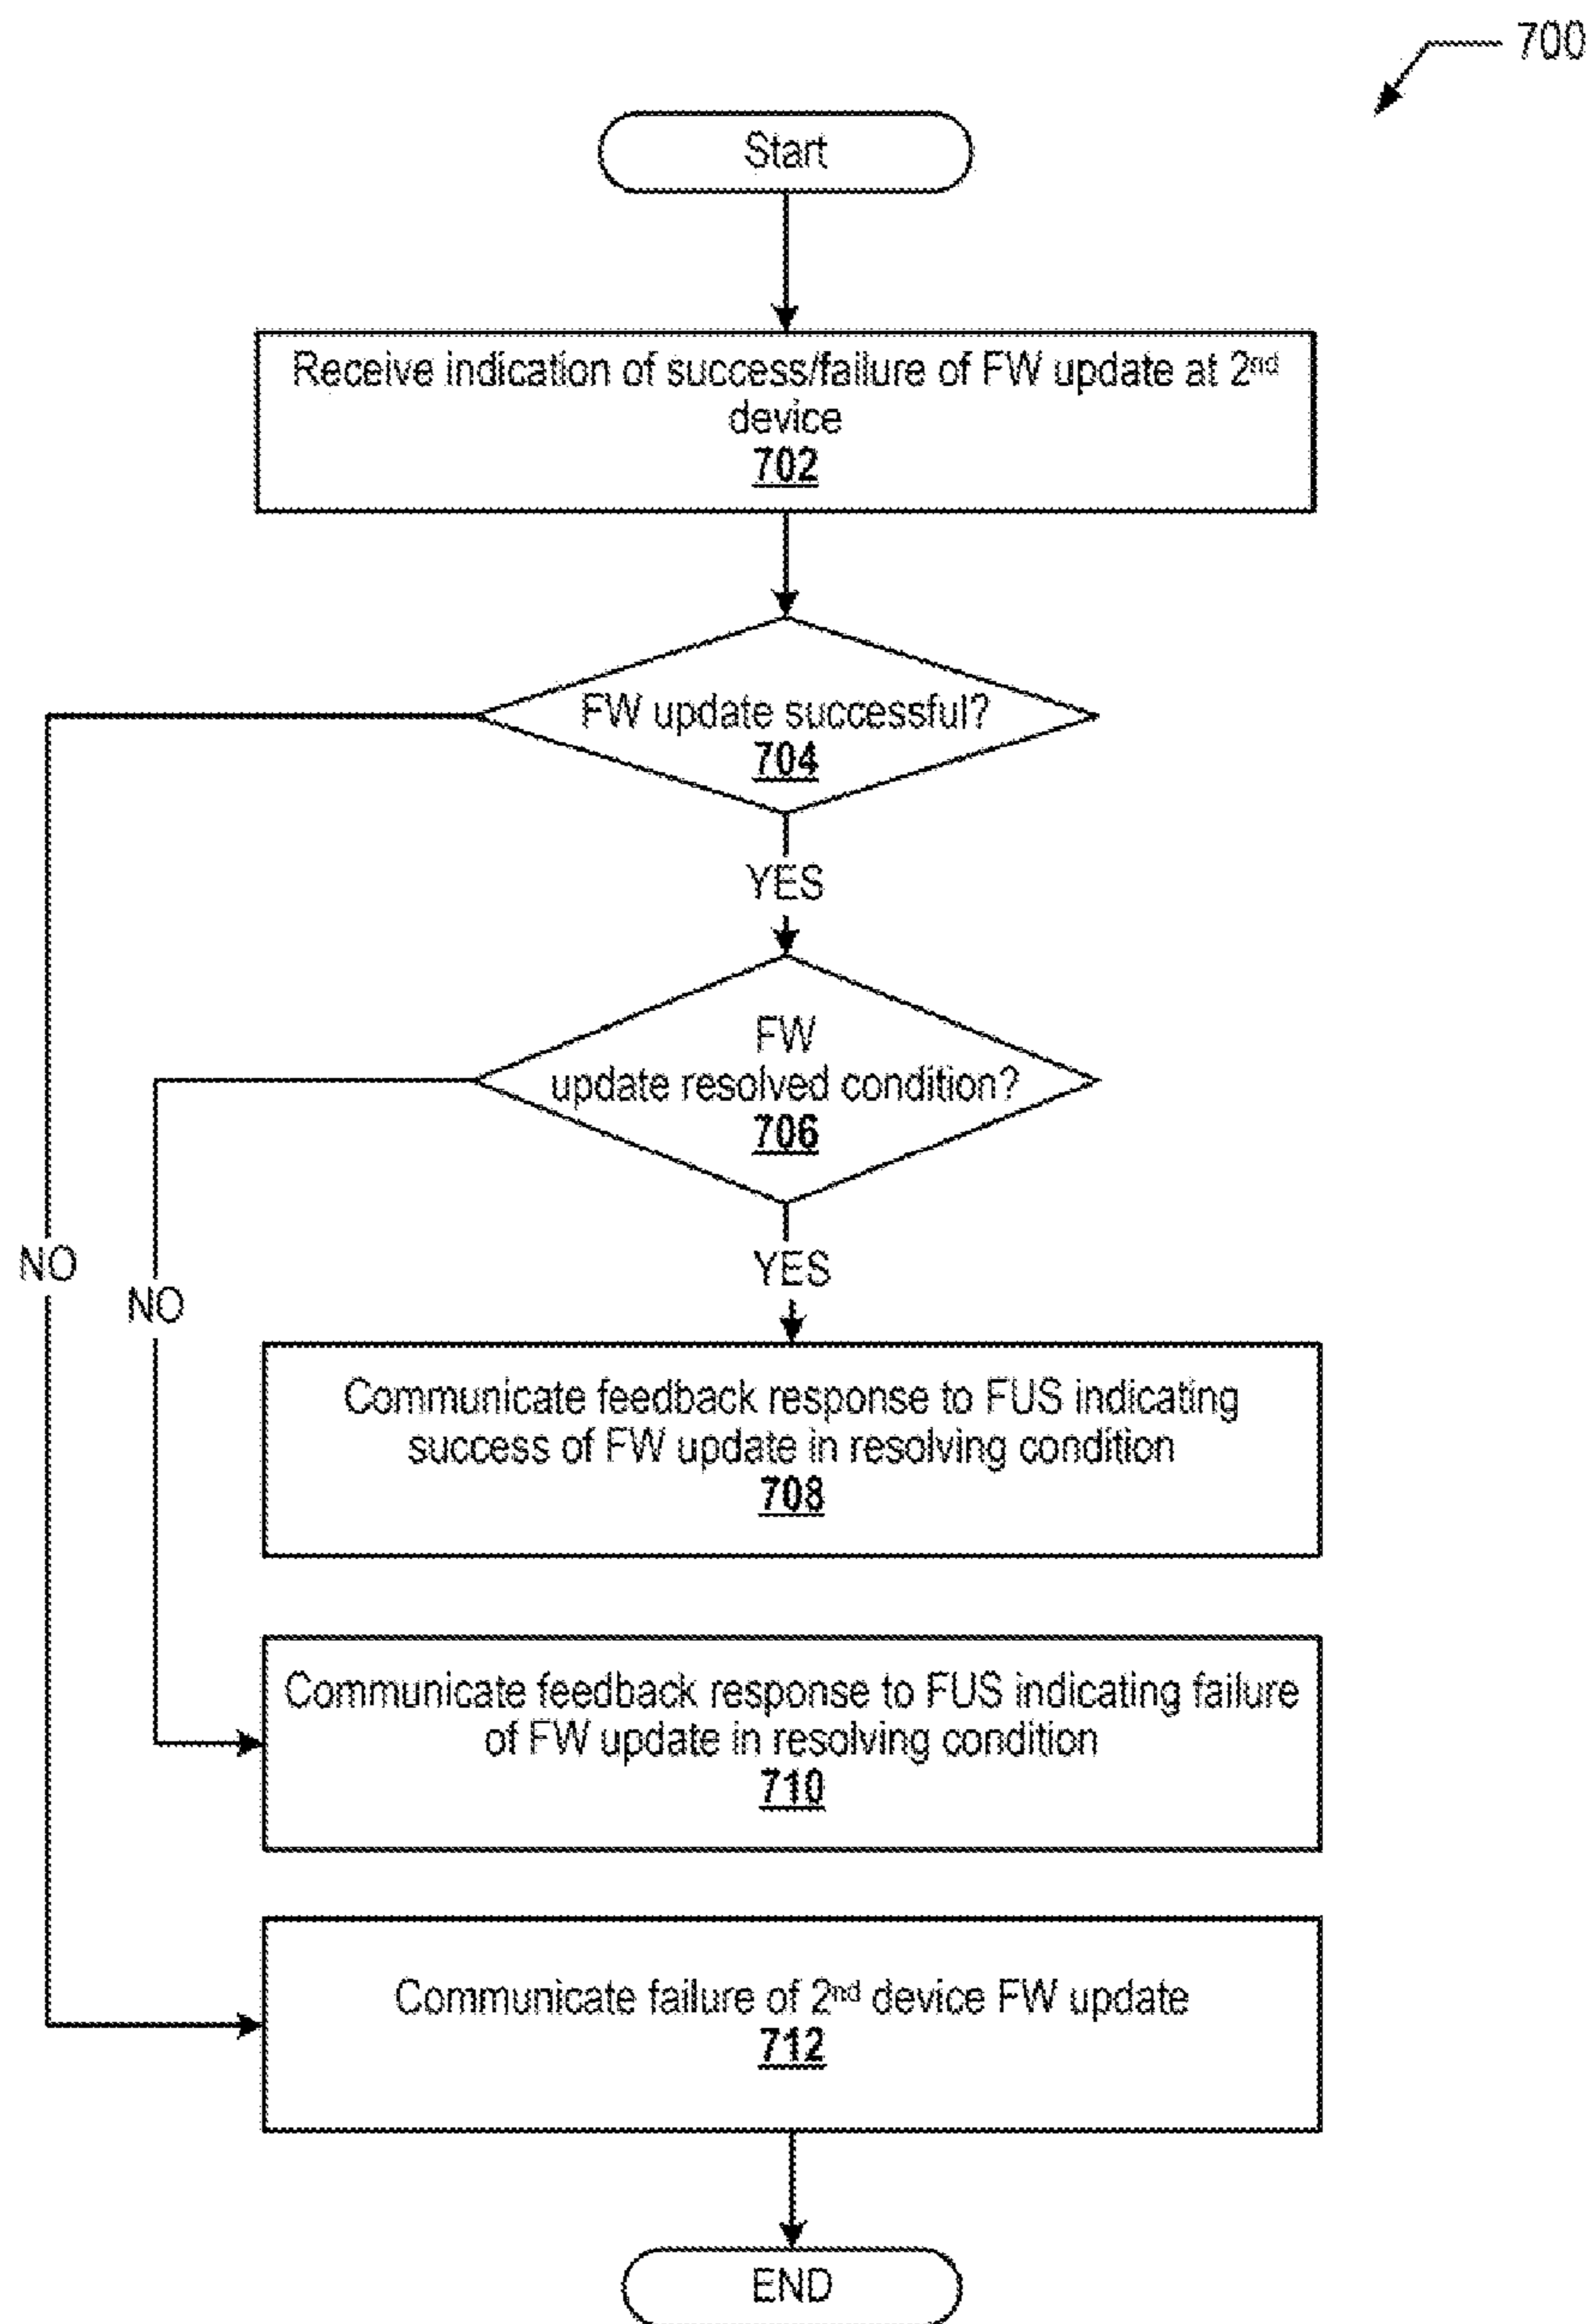 700
Start
Receive indication of success/failure of FW update at 2nd
device
702
FW update successful?
704
YES
FW
update resolved condition?
706
NO
YES
NO
Communicate feedback response to FUS indicating
success of FW update in resolving condition
708
Communicate feedback response to FUS indicating failure
of FW update in resolving condition
710
Communicate failure of 2nd device FW update
712
END